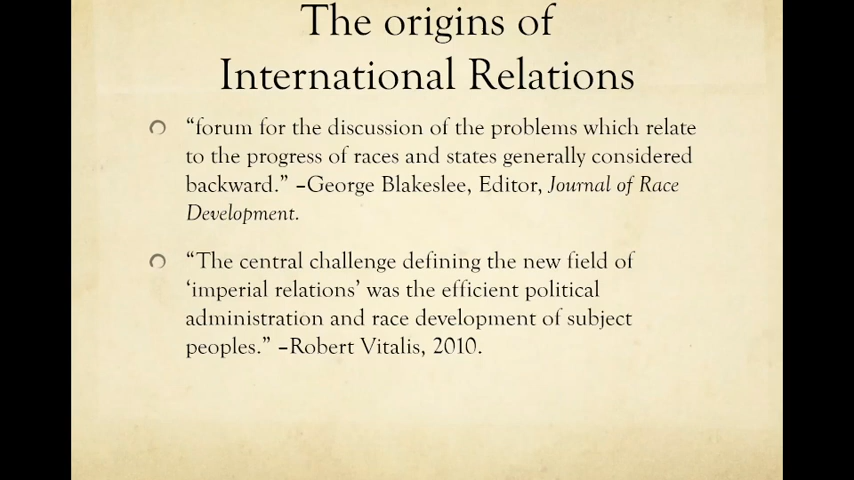 The origins of
International Relations
“forum for the discussion of the problems which relate
to the progress of races and states generally considered
backward.” –George Blakeslee, Editor, Journal of Race
Development.
“The central challenge defining the new field of
‘imperial relations’ was the efficient political
administration and race development of subject
peoples.” –Robert Vitalis, 2010.